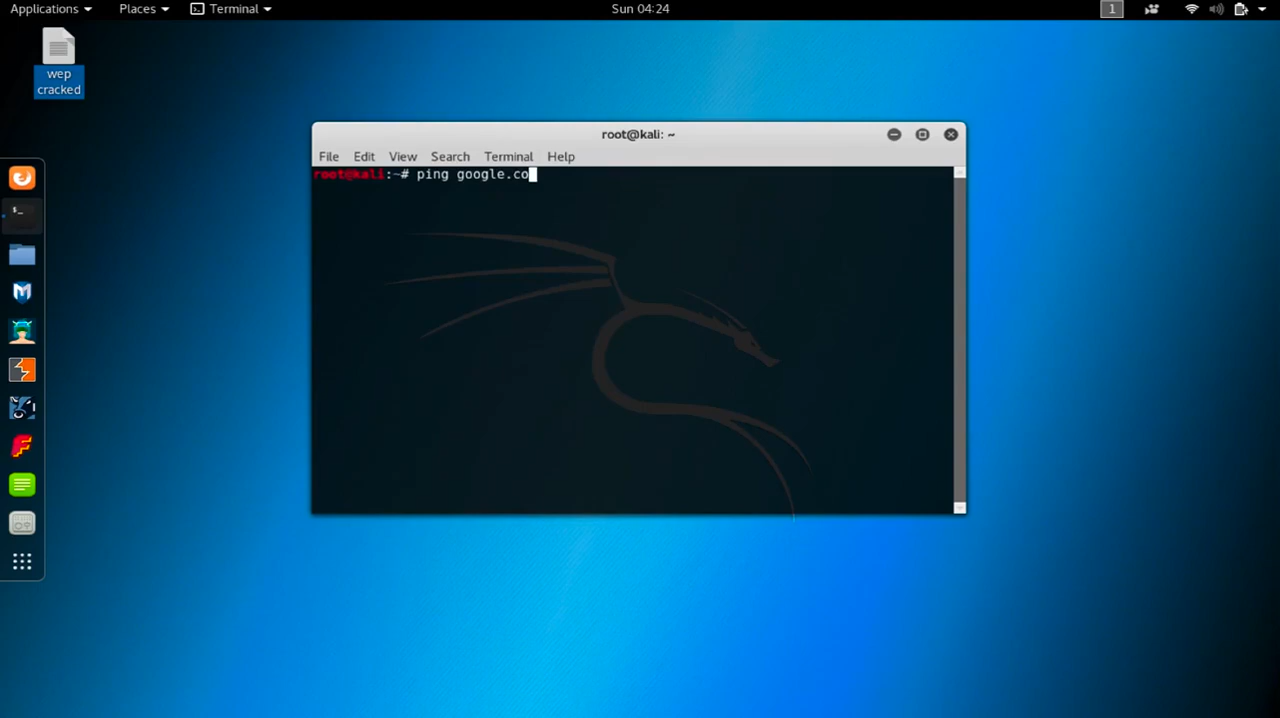 Applications Places Terminal Sun 04:24 1
wep
cracked
root@kali: ~
File Edit View Search Terminal Help
root@kali:~# ping google.co